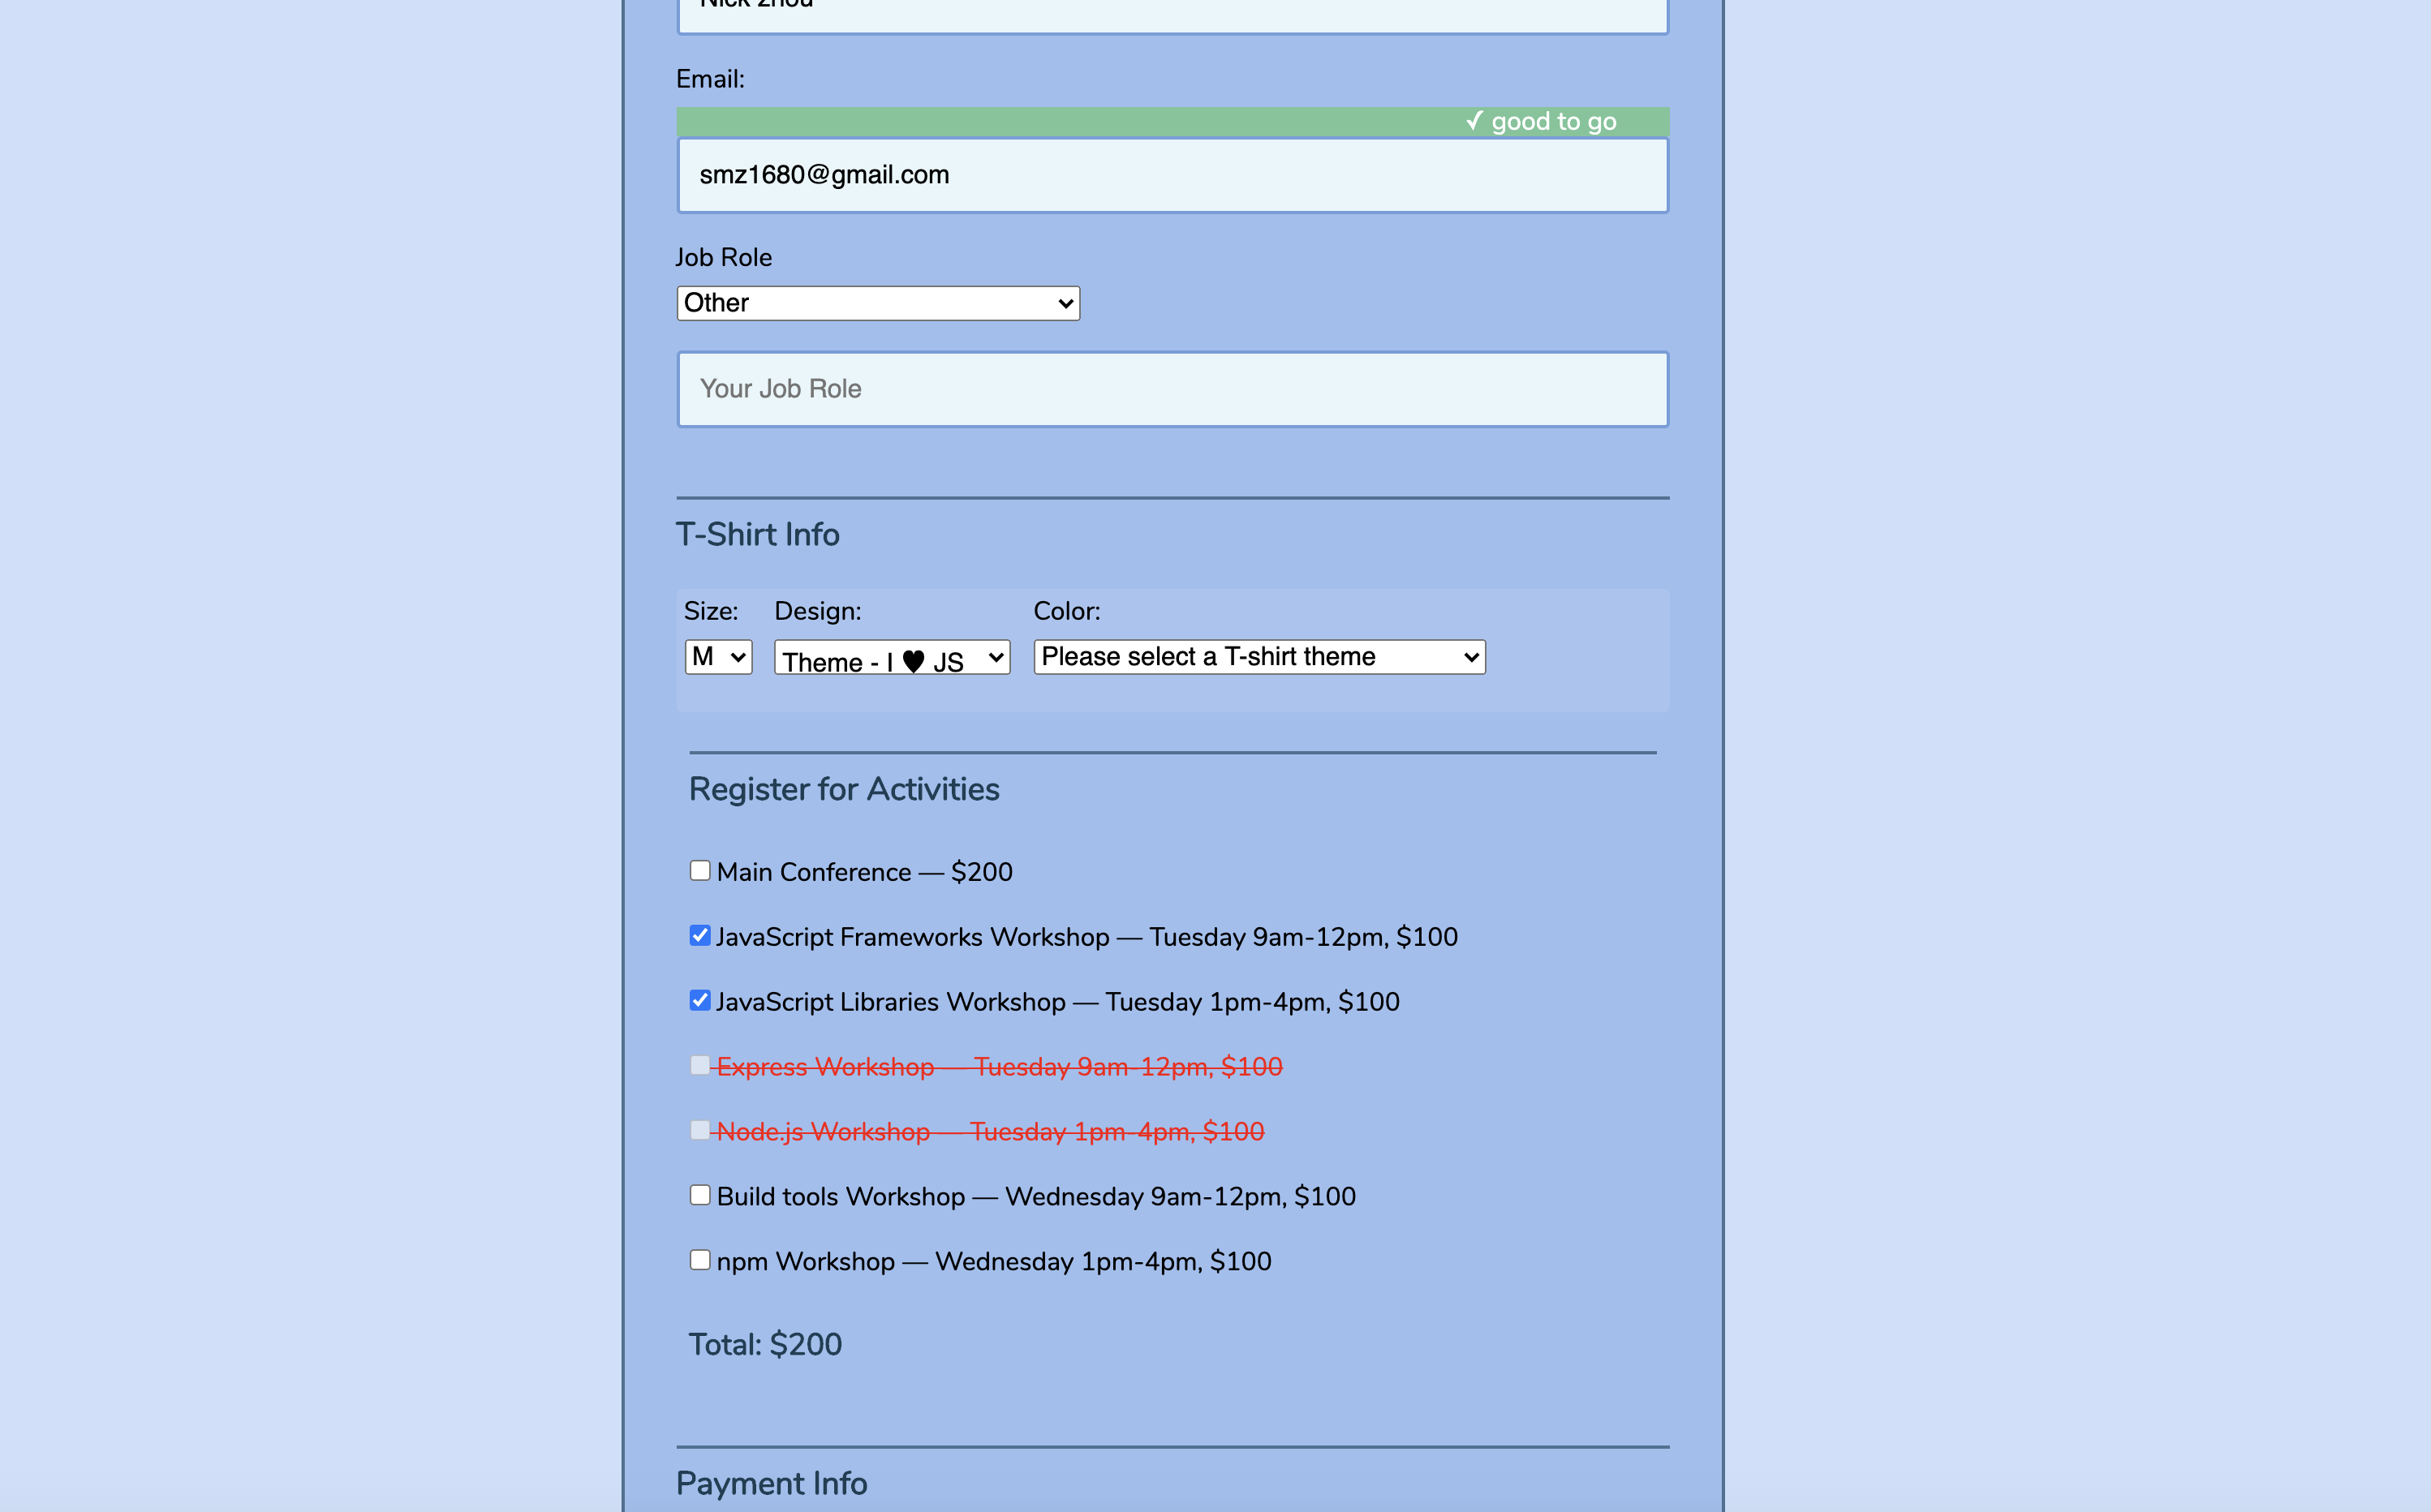 Nick zhou
Email:
✓ good to go
smz1680@gmail.com
Job Role
Other
Your Job Role
T-Shirt Info
Size: Design: Color:
M Theme - I ♥ JS Please select a T-shirt theme
Register for Activities
Main Conference — $200
JavaScript Frameworks Workshop — Tuesday 9am-12pm, $100
JavaScript Libraries Workshop — Tuesday 1pm-4pm, $100
Express Workshop — Tuesday 9am-12pm, $100
Node.js Workshop — Tuesday 1pm-4pm, $100
Build tools Workshop — Wednesday 9am-12pm, $100
npm Workshop — Wednesday 1pm-4pm, $100
Total: $200
Payment Info